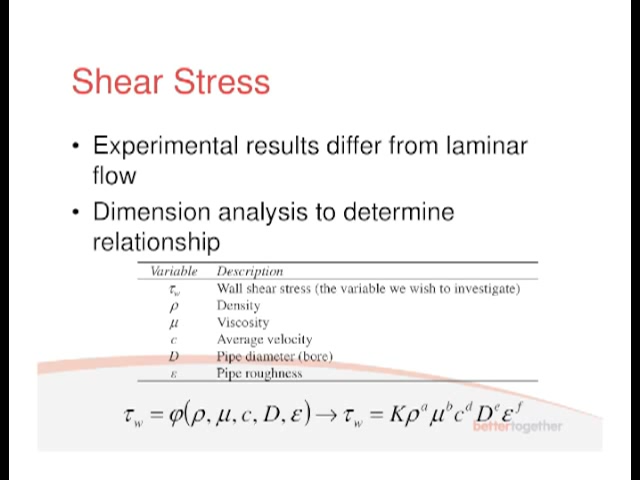 Shear Stress
• Experimental results differ from laminar
flow
• Dimension analysis to determine
relationship
Variable Description
τw Wall shear stress (the variable we wish to investigate)
ρ Density
μ Viscosity
c Average velocity
D Pipe diameter (bore)
ε Pipe roughness
τw = φ(ρ, μ, c, D, ε) → τw = Kρ^a μ^b c^d D^e ε^f
bettertogether